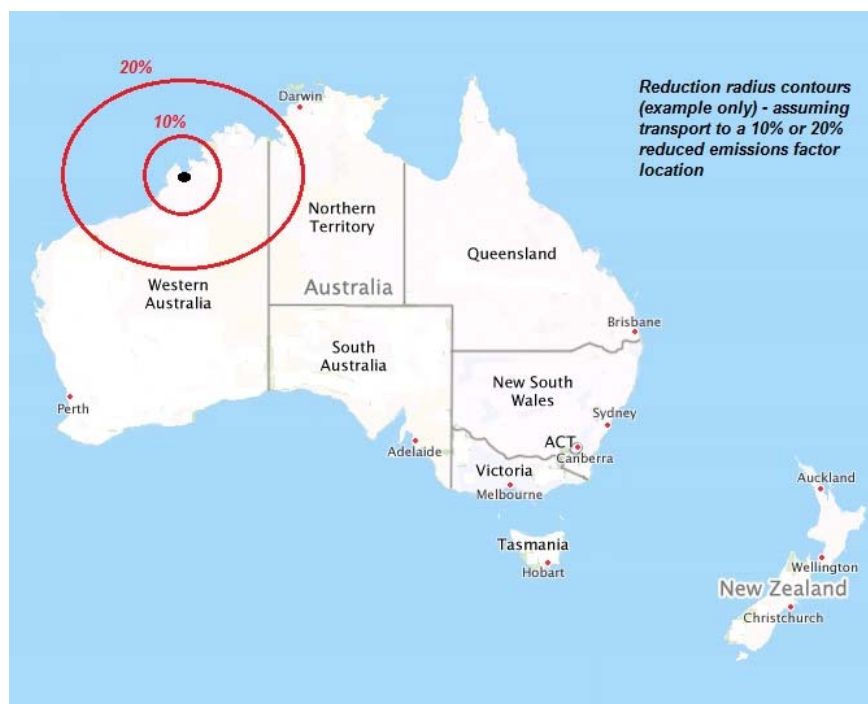 20%
10%
Reduction radius contours
(example only) - assuming
transport to a 10% or 20%
reduced emissions factor
location
Darwin
Northern
Territory
Queensland
Western
Australia
Australia
South
Australia
Brisbane
New South
Wales
Perth
Sydney
Adelaide
ACT
Canberra
Victoria
Melbourne
Auckland
Tasmania
Hobart
Wellington
New Zealand
Christchurch